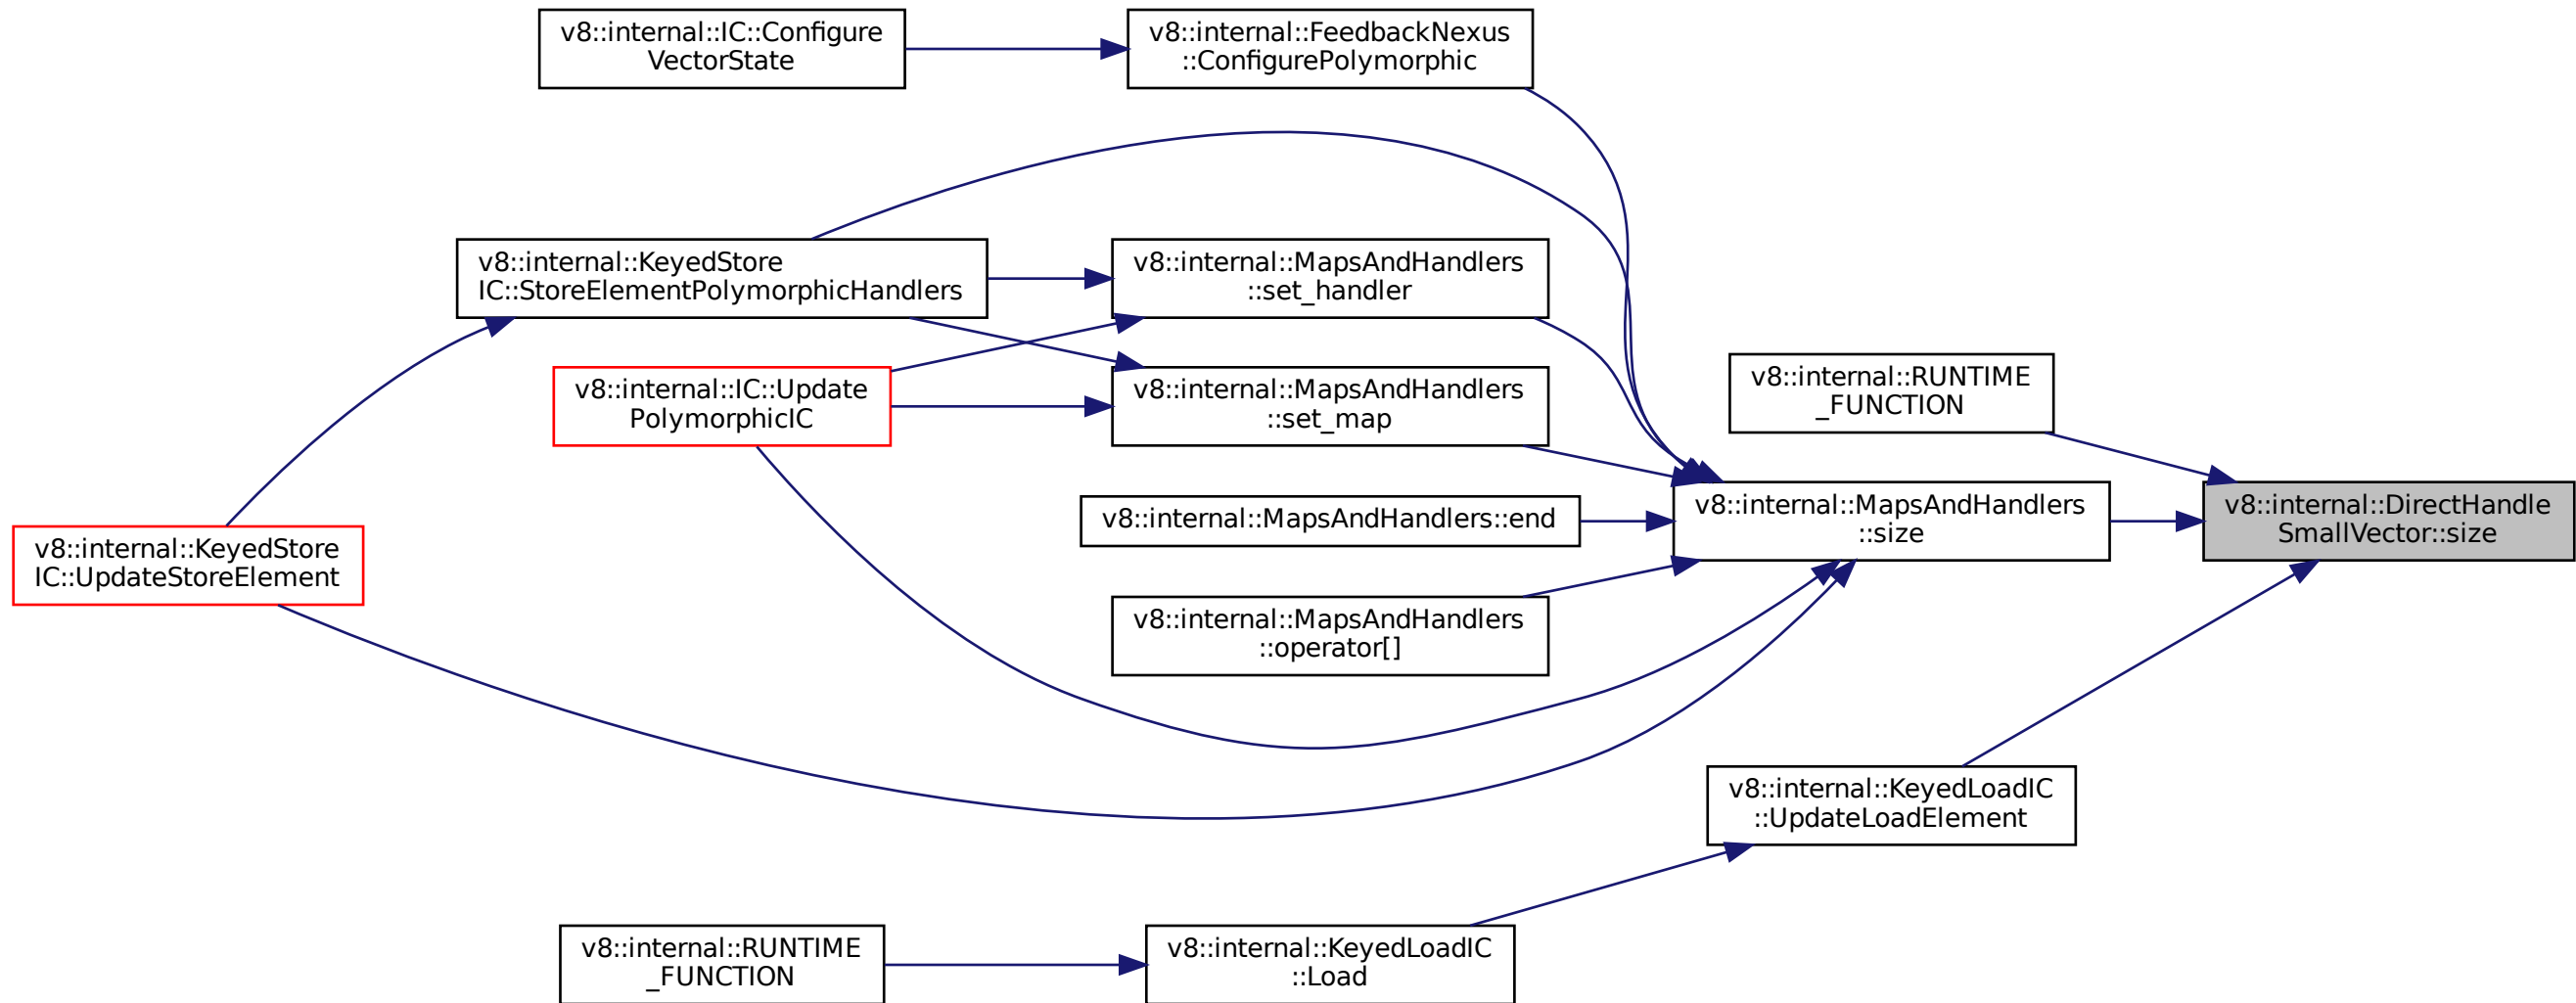 v8::internal::IC::Configure
VectorState
v8::internal::FeedbackNexus
::ConfigurePolymorphic
v8::internal::KeyedStore
IC::StoreElementPolymorphicHandlers
v8::internal::MapsAndHandlers
::set_handler
v8::internal::IC::Update
PolymorphicIC
v8::internal::MapsAndHandlers
::set_map
v8::internal::RUNTIME
_FUNCTION
v8::internal::MapsAndHandlers::end
v8::internal::MapsAndHandlers
::size
v8::internal::DirectHandle
SmallVector::size
v8::internal::KeyedStore
IC::UpdateStoreElement
v8::internal::MapsAndHandlers
::operator[]
v8::internal::KeyedLoadIC
::UpdateLoadElement
v8::internal::RUNTIME
_FUNCTION
v8::internal::KeyedLoadIC
::Load